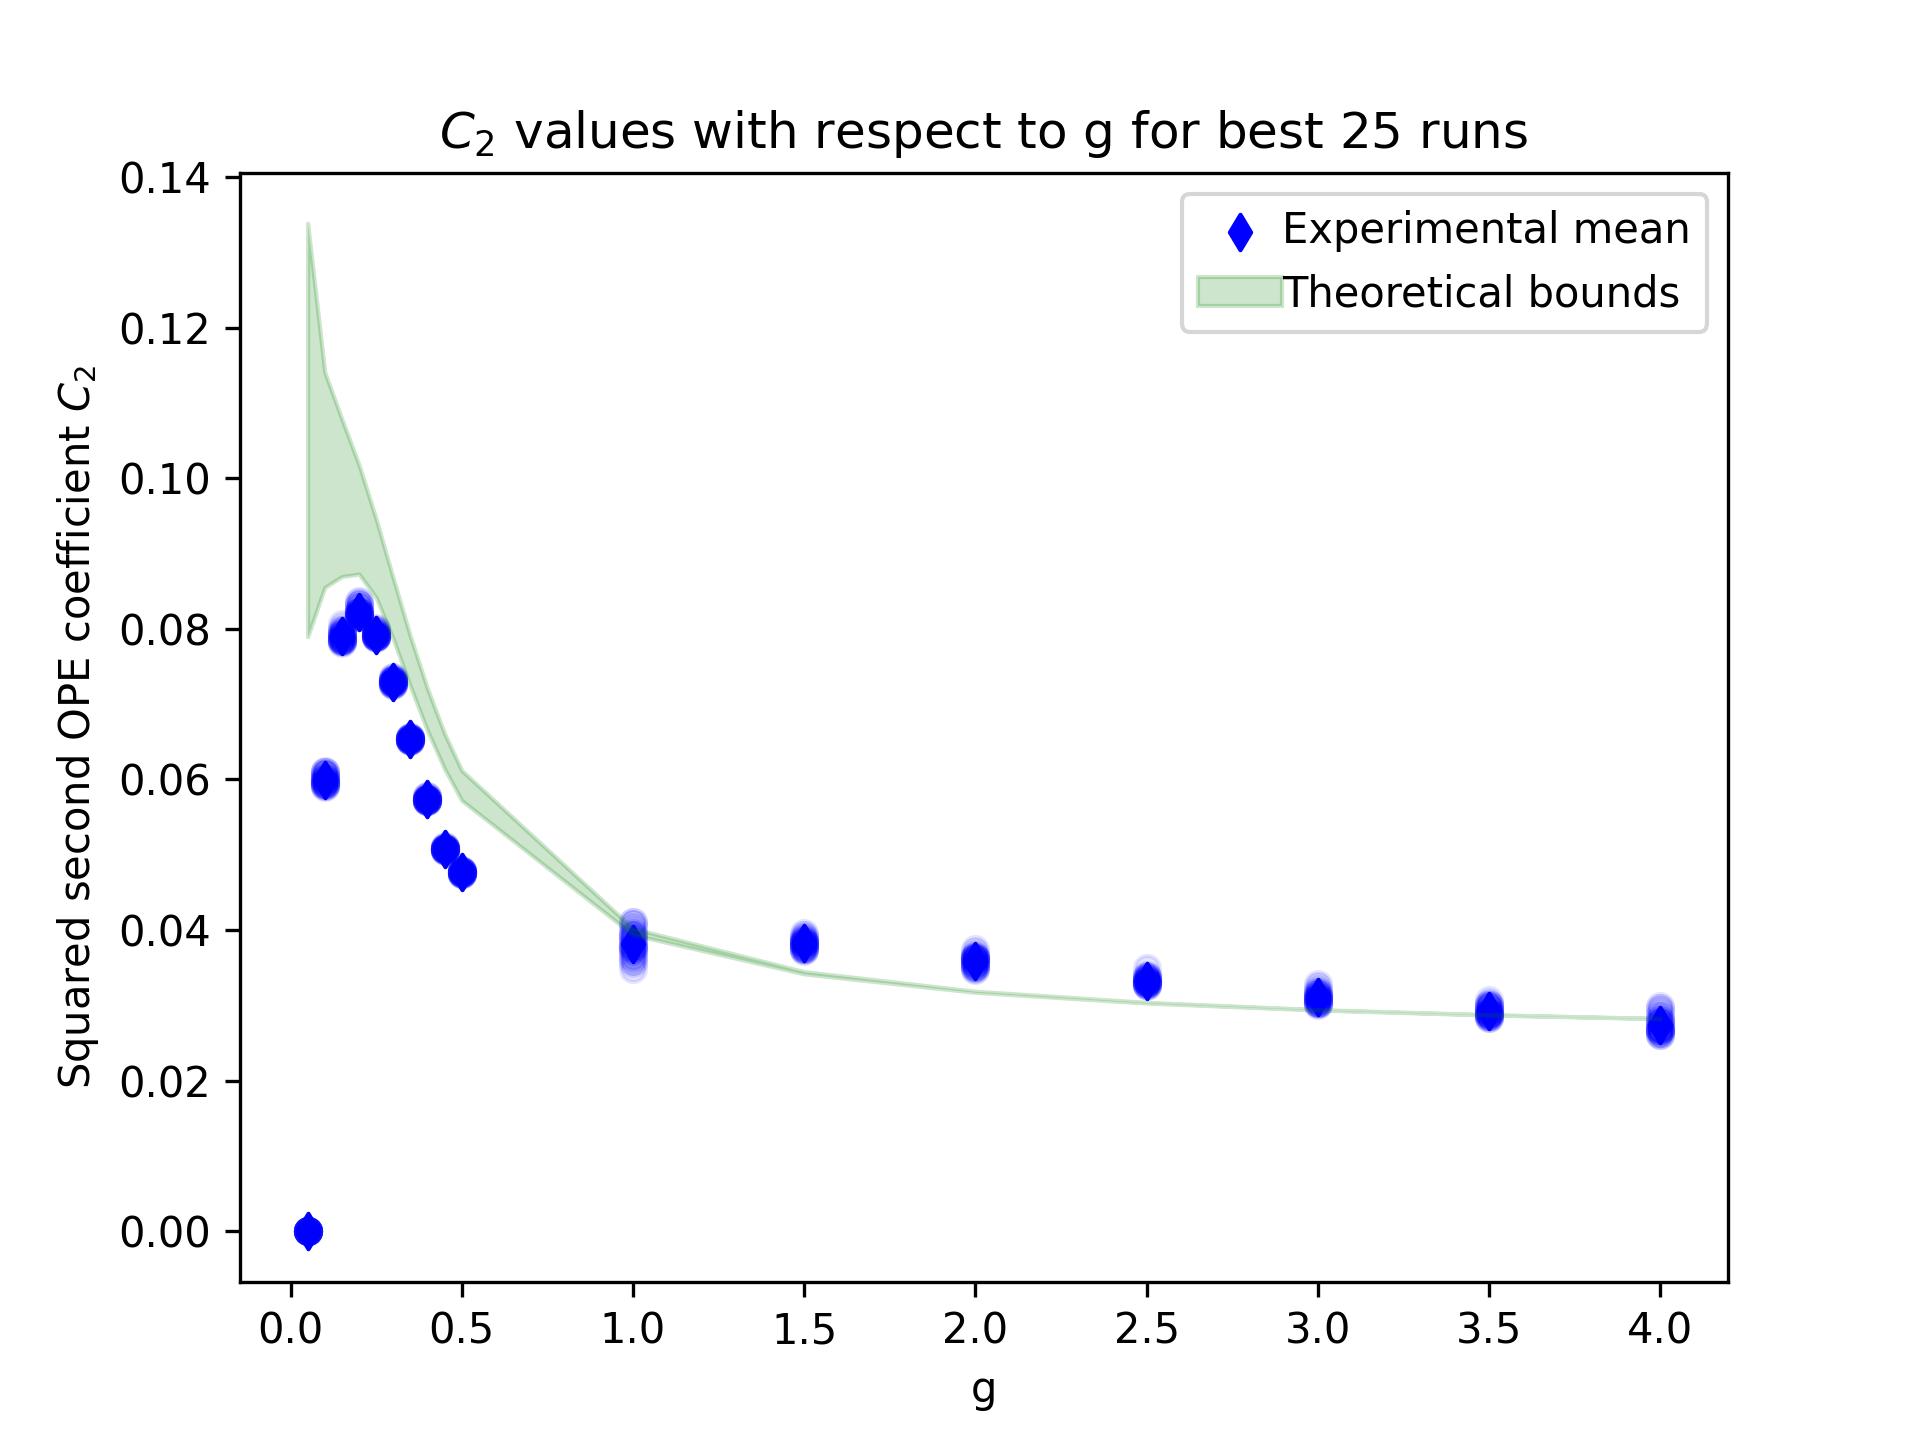 C₂ values with respect to g for best 25 runs
Experimental mean
Theoretical bounds
Squared second OPE coefficient C₂
0.14
0.12
0.10
0.08
0.06
0.04
0.02
0.00
0.0 0.5 1.0 1.5 2.0 2.5 3.0 3.5 4.0
g